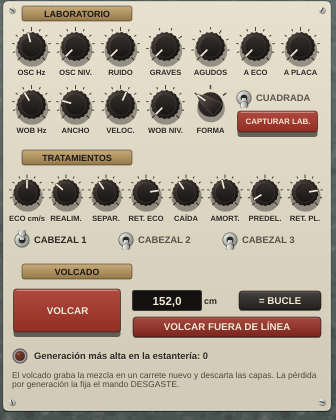 LABORATORIO
OSC Hz OSC NIV. RUIDO GRAVES AGUDOS A ECO A PLACA
CUADRADA
CAPTURAR LAB.
WOB Hz ANCHO VELOC. WOB NIV. FORMA
TRATAMIENTOS
ECO cm/s REALIM. SEPAR. RET. ECO CAÍDA AMORT. PREDEL. RET. PL.
CABEZAL 1 CABEZAL 2 CABEZAL 3
VOLCADO
VOLCAR 152,0 cm = BUCLE
VOLCAR FUERA DE LÍNEA
Generación más alta en la estantería: 0
El volcado graba la mezcla en un carrete nuevo y descarta las capas. La pérdida
por generación la fija el mando DESGASTE.